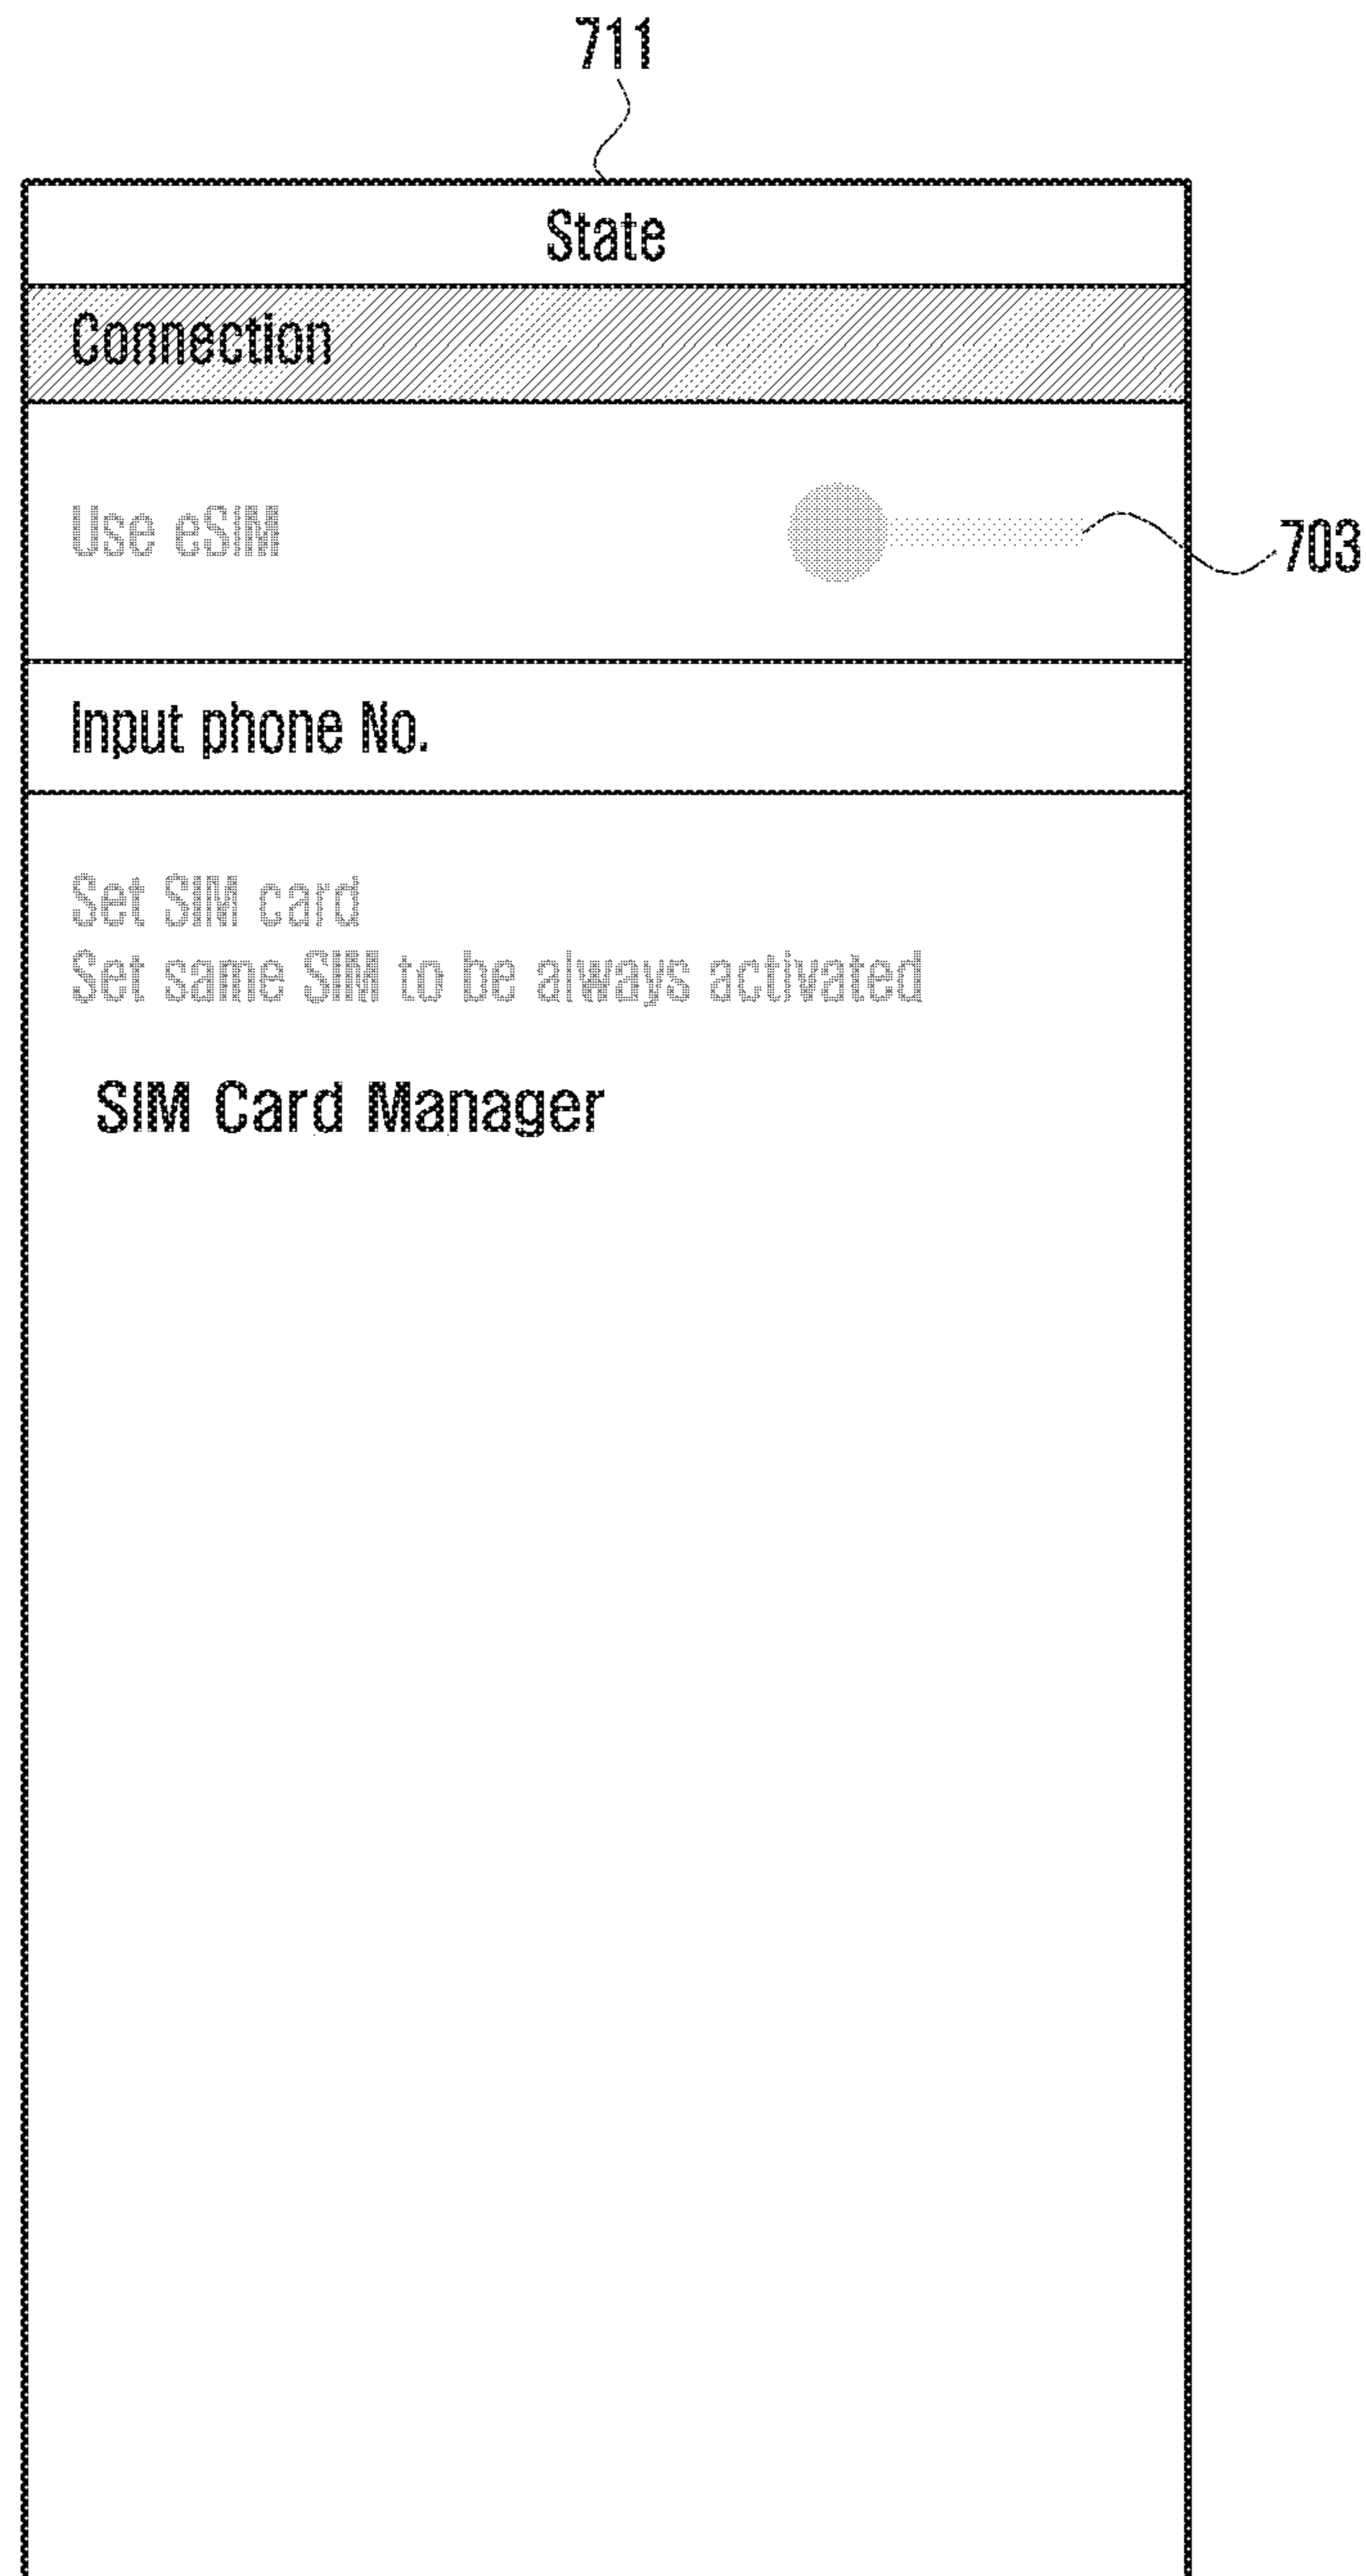 711
State
Connection
Use eSIM
703
Input phone No.
Set SIM card
Set same SIM to be always activated
SIM Card Manager